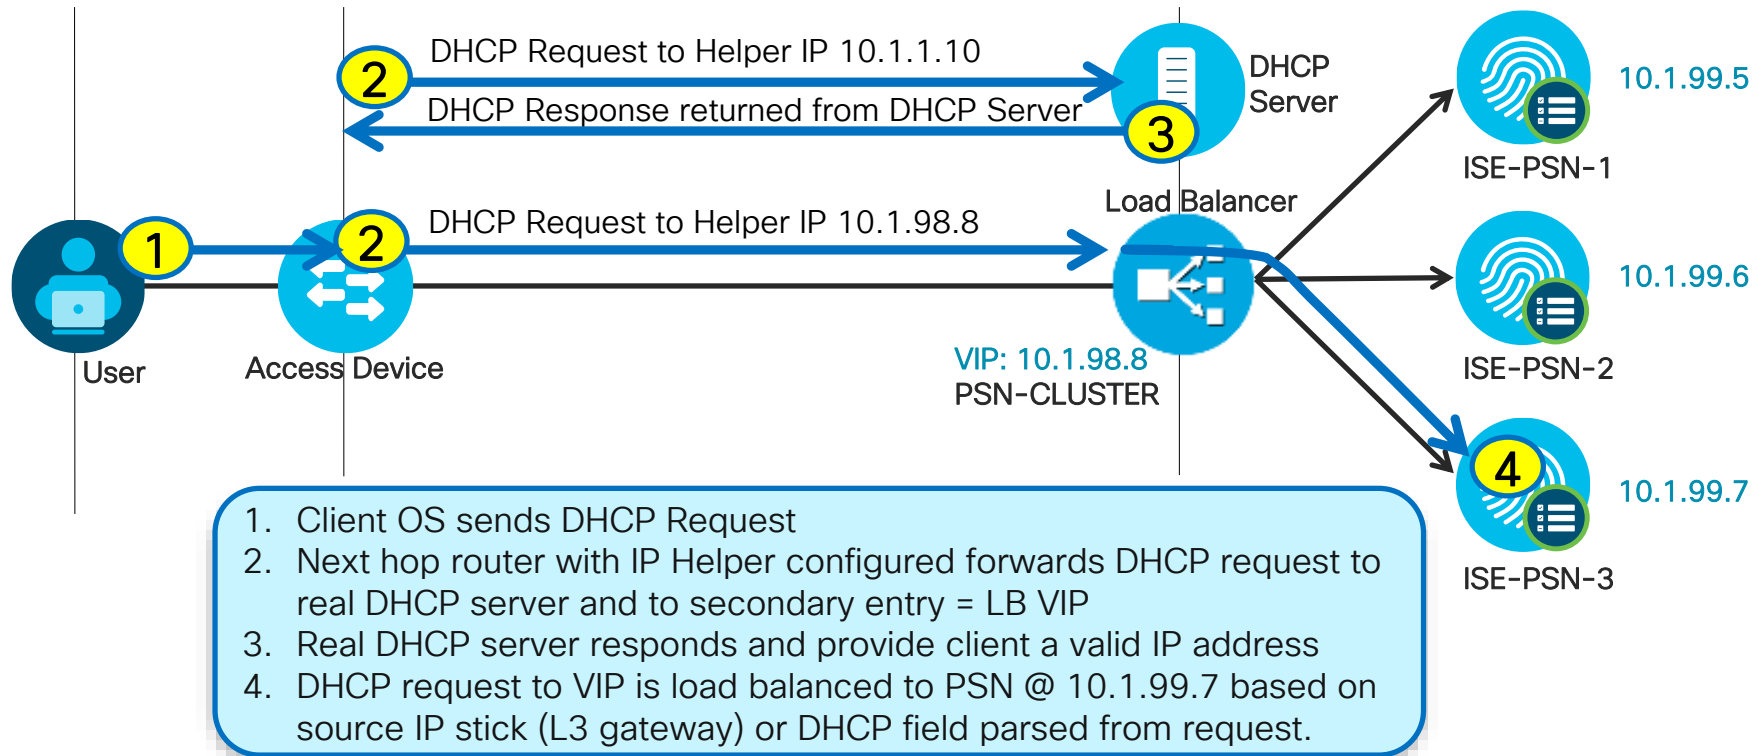 DHCP Request to Helper IP 10.1.1.10
2
DHCP
Server
10.1.99.5
DHCP Response returned from DHCP Server
3
ISE-PSN-1
Load Balancer
DHCP Request to Helper IP 10.1.98.8
1
2
10.1.99.6
User
Access Device
VIP: 10.1.98.8
PSN-CLUSTER
ISE-PSN-2
4
10.1.99.7
ISE-PSN-3
1. Client OS sends DHCP Request
2. Next hop router with IP Helper configured forwards DHCP request to
real DHCP server and to secondary entry = LB VIP
3. Real DHCP server responds and provide client a valid IP address
4. DHCP request to VIP is load balanced to PSN @ 10.1.99.7 based on
source IP stick (L3 gateway) or DHCP field parsed from request.